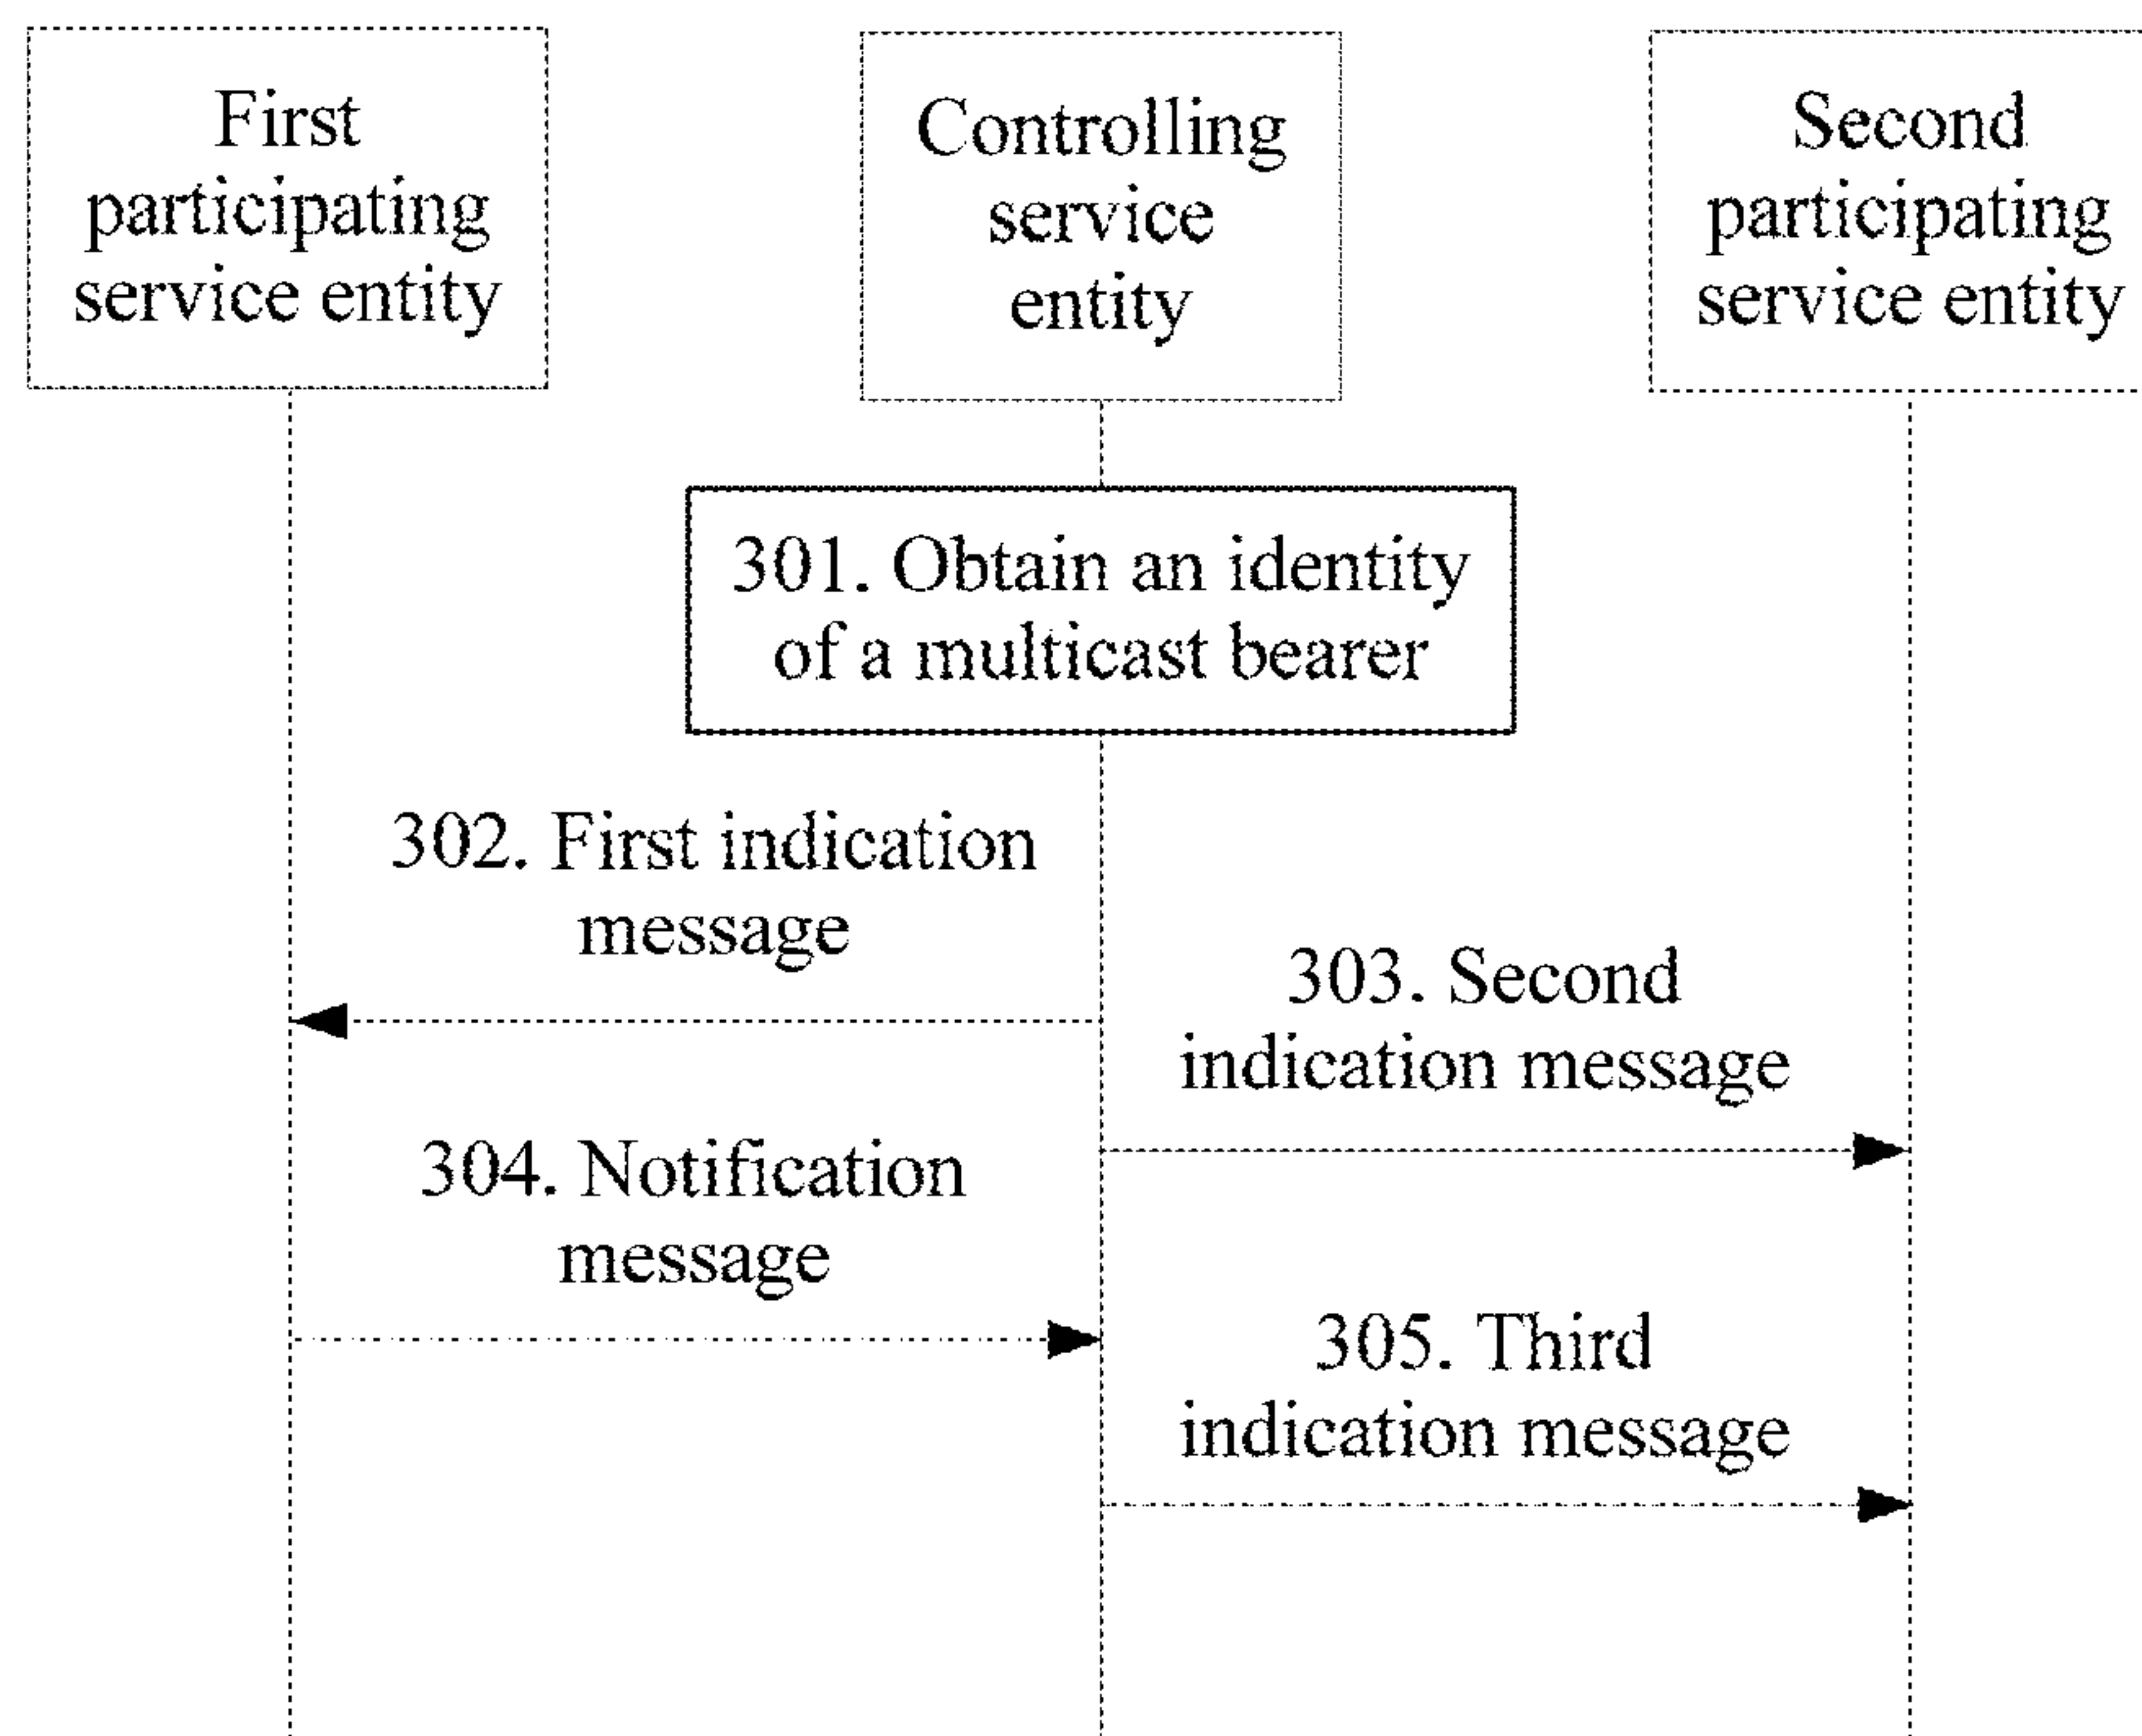 First
participating
service entity
Controlling
service
entity
Second
participating
service entity
301. Obtain an identity
of a multicast bearer
302. First indication
message
303. Second
indication message
304. Notification
message
305. Third
indication message